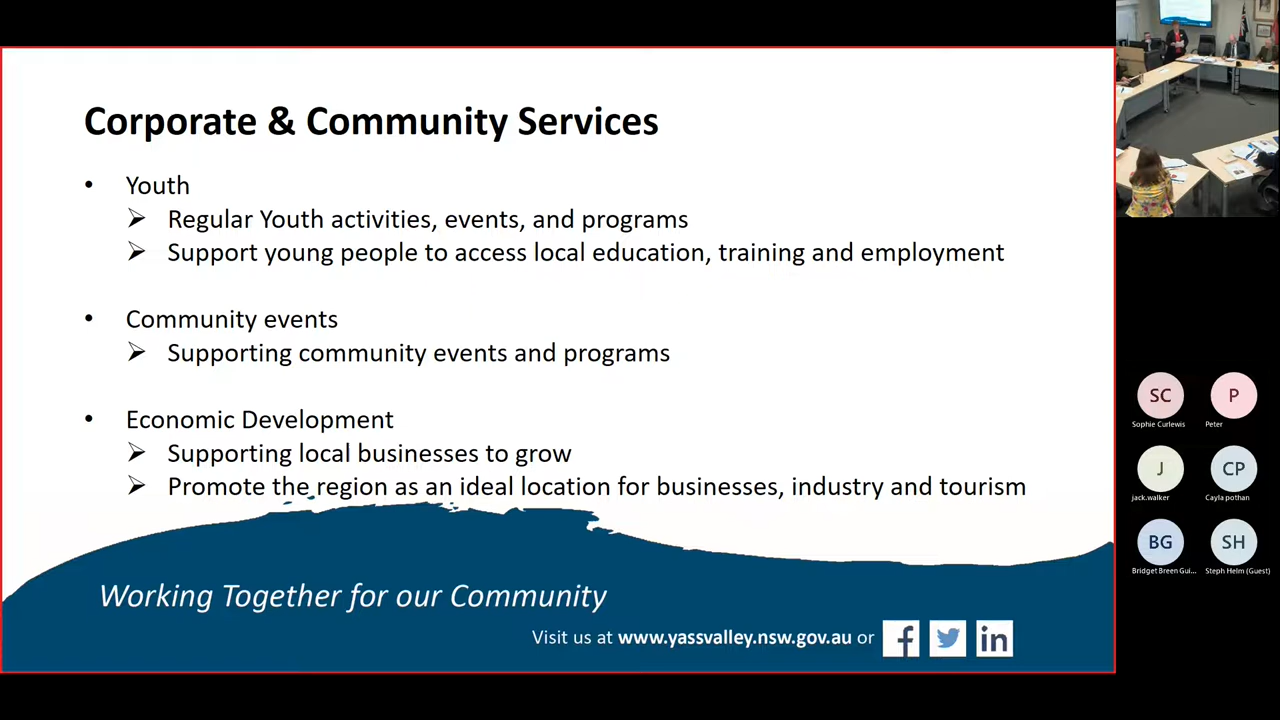 Corporate & Community Services
• Youth
➢ Regular Youth activities, events, and programs
➢ Support young people to access local education, training and employment
• Community events
➢ Supporting community events and programs
• Economic Development
➢ Supporting local businesses to grow
➢ Promote the region as an ideal location for businesses, industry and tourism
Working Together for our Community
Visit us at www.yassvalley.nsw.gov.au or
SC
Sophie Curlewis
P
Peter
J
jack.walker
CP
Cayla pothan
BG
Bridget Breen Gui...
SH
Steph Helm (Guest)